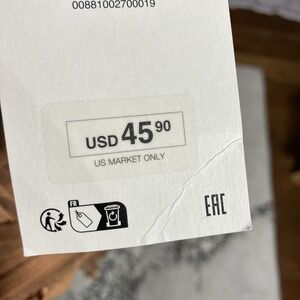 00881002700019
USD 45 90
US MARKET ONLY
FR
EAC